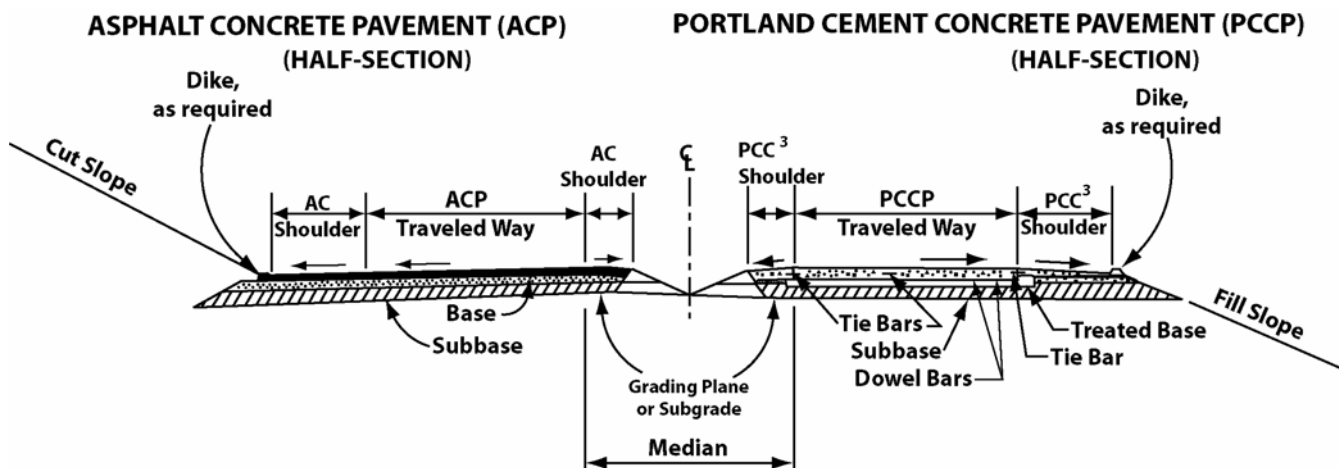 ASPHALT CONCRETE PAVEMENT (ACP)
(HALF-SECTION)
PORTLAND CEMENT CONCRETE PAVEMENT (PCCP)
(HALF-SECTION)
Dike,
as required
Cut Slope
AC
Shoulder
ACP
Traveled Way
AC
Shoulder
CL
PCC 3
Shoulder
PCCP
Traveled Way
PCC3
Shoulder
Dike,
as required
Fill Slope
Base
Subbase
Grading Plane
or Subgrade
Median
Tie Bars
Subbase
Dowel Bars
Treated Base
Tie Bar